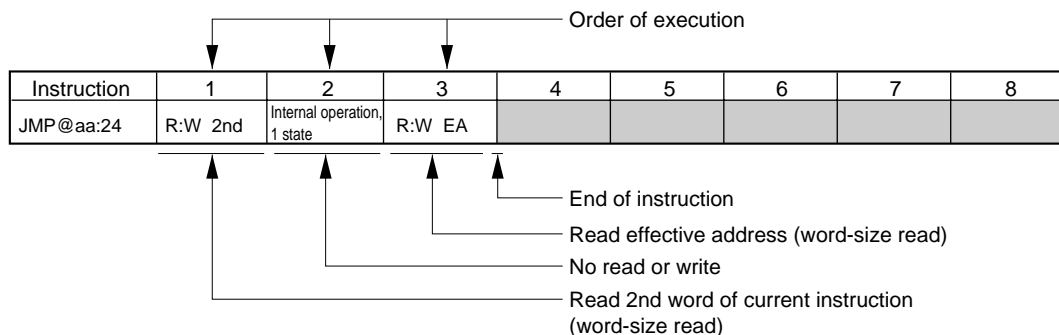 Order of execution
Instruction 1 2 3 4 5 6 7 8
JMP@aa:24 R:W 2nd Internal operation, 1 state R:W EA
End of instruction
Read effective address (word-size read)
No read or write
Read 2nd word of current instruction
(word-size read)